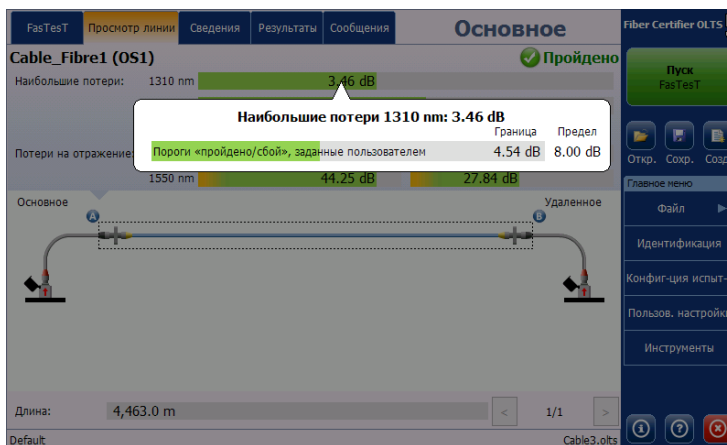 FasTesT Просмотр линии Сведения Результаты Сообщения Основное
Fiber Certifier OLTS
Cable_Fibre1 (OS1) Пройдено
Наибольшие потери: 1310 nm 3.46 dB
Наибольшие потери 1310 nm: 3.46 dB
Граница Предел
Пороги «пройдено/сбой», заданные пользователем 4.54 dB 8.00 dB
Потери на отражение:
1550 nm 44.25 dB 27.84 dB
Основное Удаленное
A B
Длина: 4,463.0 m < 1/1 >
Default Cable3.olts
Пуск
FasTesT
Откр. Сохр. Созд
Главное меню
Файл
Идентификация
Конфиг-ция испыт-
Пользов. настройки
Инструменты